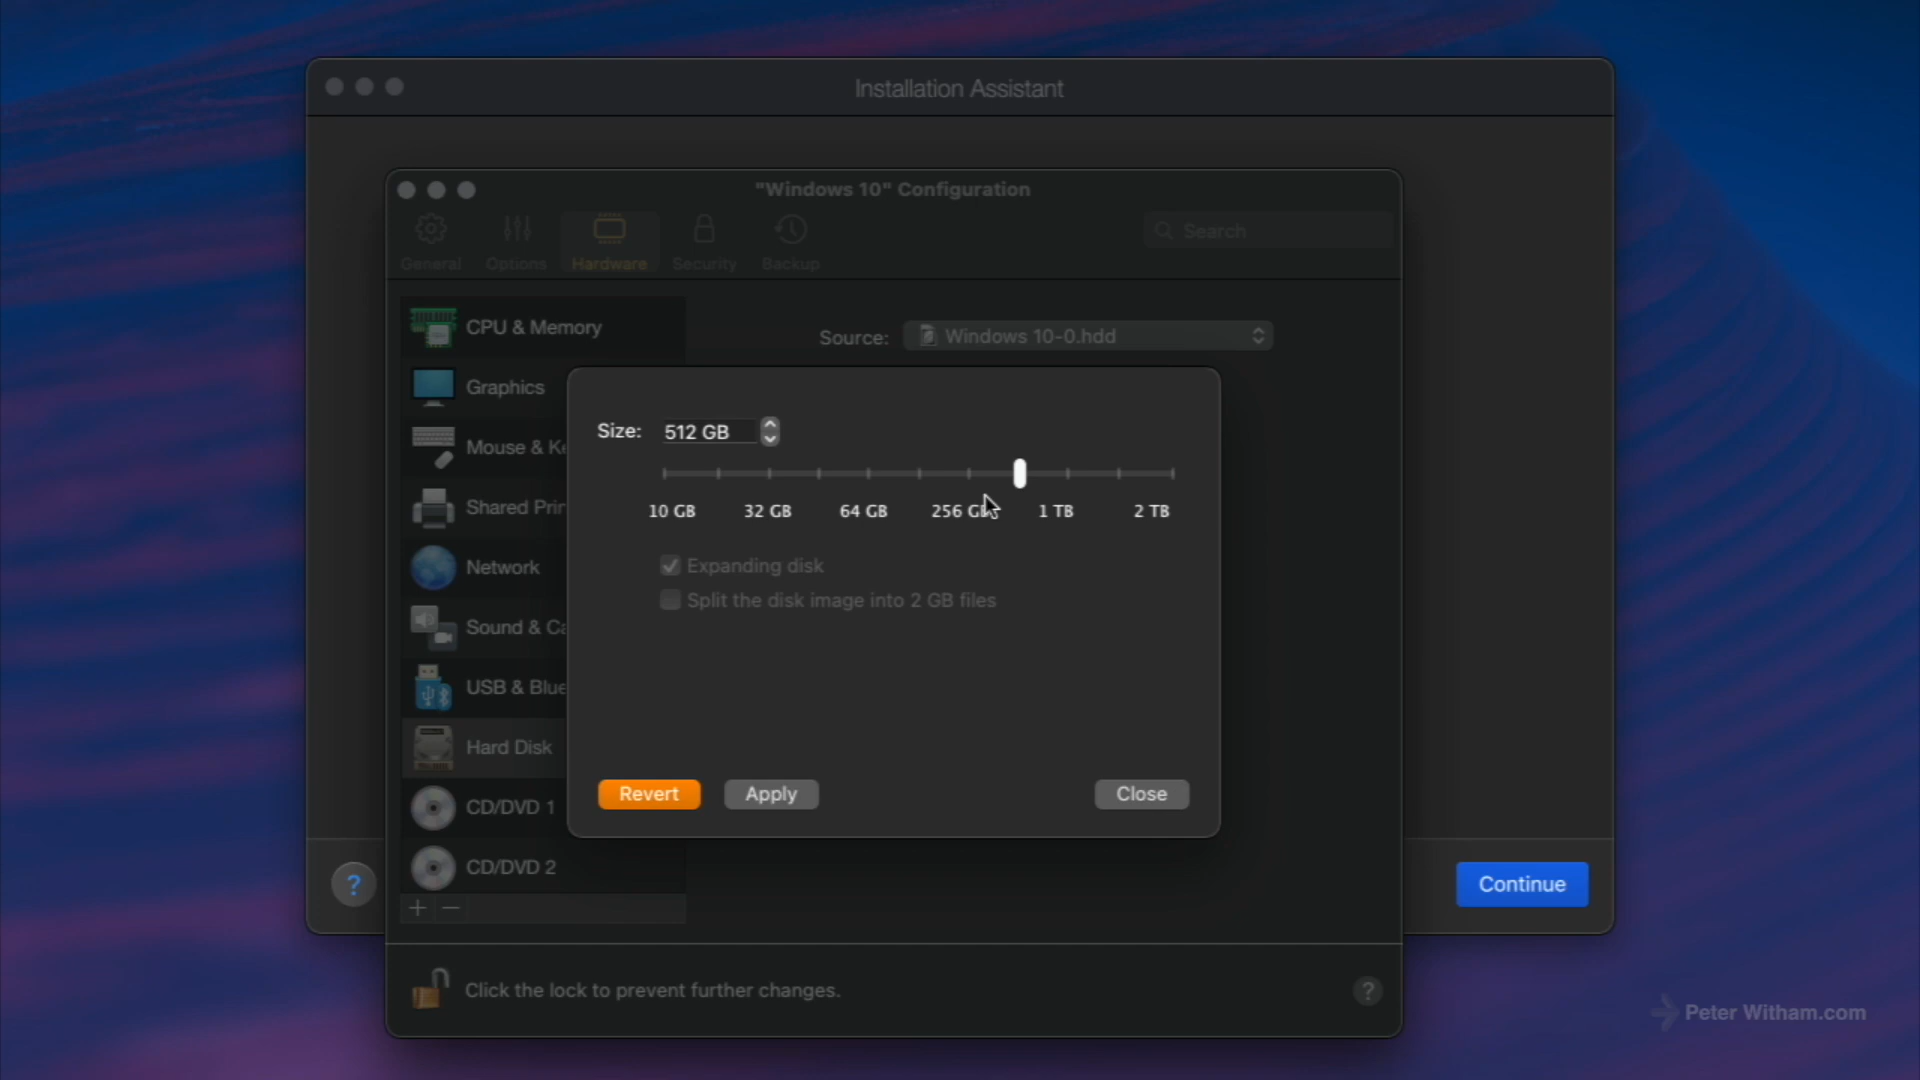 Installation Assistant
"Windows 10" Configuration
General Options Hardware Security Backup
Search
CPU & Memory
Source: Windows 10-0.hdd
Graphics
Size: 512 GB
Mouse &
10 GB 32 GB 64 GB 256 1 TB 2 TB
Shared
Network
Expanding disk
Split the disk image into 2 GB files
Sound &
USB &
Hard Disk
Revert Apply Close
CD/DVD 1
CD/DVD 2
? Continue
+ −
Click the lock to prevent further changes. ?
Peter Witham.com